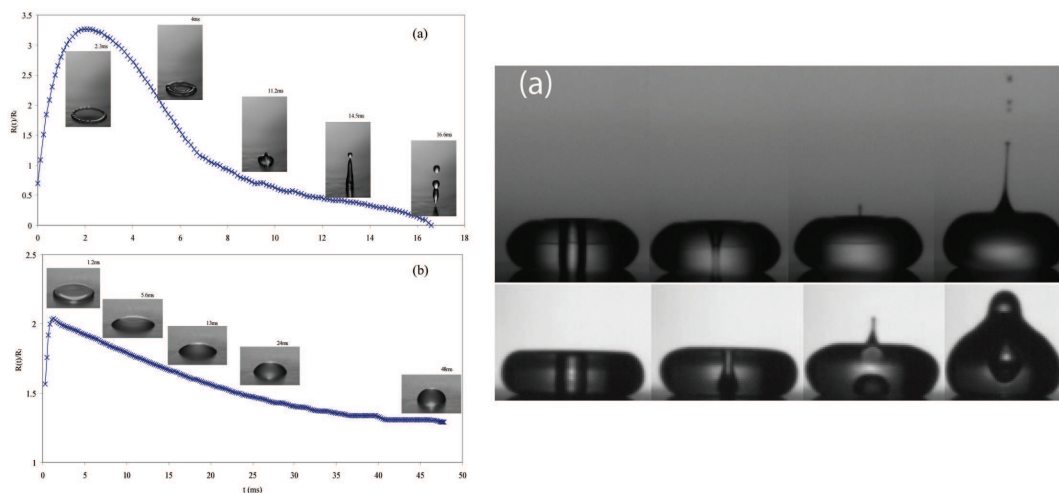 (a)
3.5
3
2.5
2
1.5
1
0.5
0
R(t)/Rᵢ
2.3ms
4ms
11.2ms
14.5ms
16.6ms
0 2 4 6 8 10 12 14 16 18
(b)
2.5
2
1.5
1
R(t)/Rᵢ
1.2ms
5.6ms
13ms
24ms
48ms
0 5 10 15 20 25 30 35 40 45 50
t (ms)
(a)